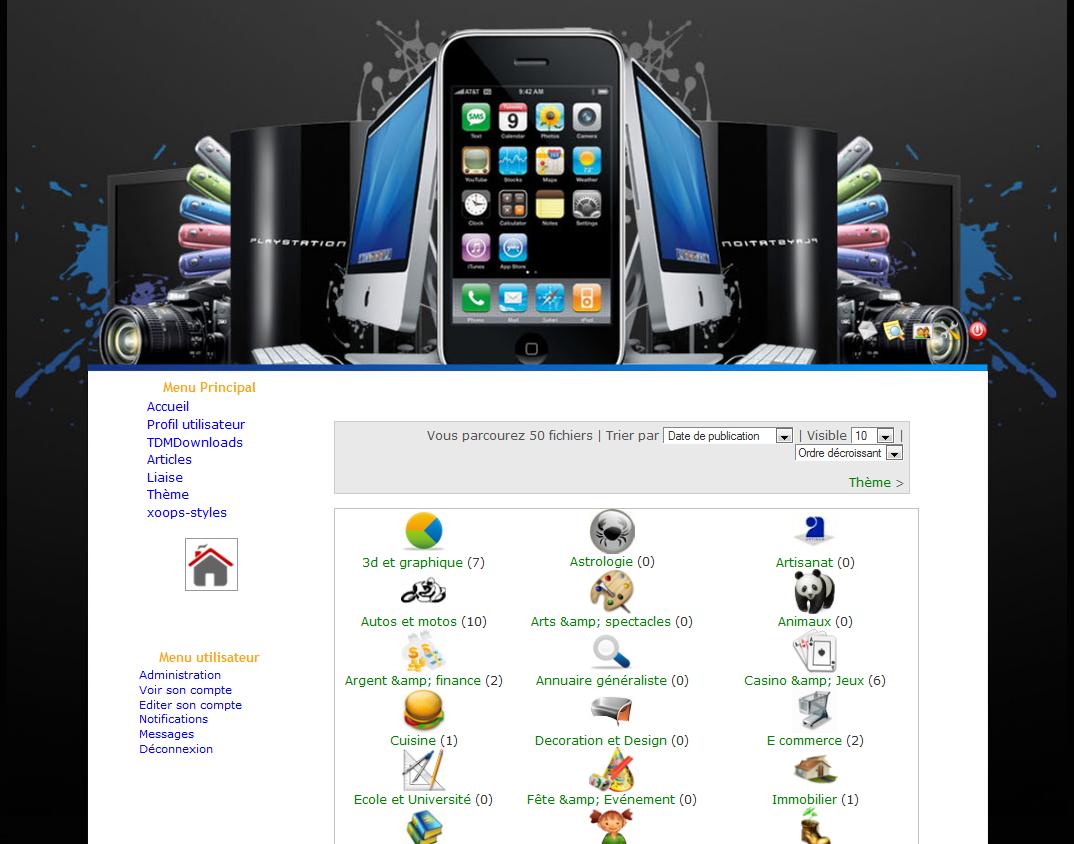 AT&T 3G 9:42 AM
Tuesday
SMS 9
Text Calendar Photos Camera
YouTube Stocks Maps Weather
Clock Calculator Notes Settings
iTunes App Store
Phone Mail Safari iPod
PLAYSTATION
PLAYSTATION
Menu Principal
Accueil
Profil utilisateur
TDMDownloads
Articles
Liaise
Thème
xoops-styles
Menu utilisateur
Administration
Voir son compte
Editer son compte
Notifications
Messages
Déconnexion
Vous parcourez 50 fichiers | Trier par Date de publication | Visible 10 |
Ordre décroissant
Thème >
3d et graphique (7) Astrologie (0) Artisanat (0)
Autos et motos (10) Arts &amp; spectacles (0) Animaux (0)
Argent &amp; finance (2) Annuaire généraliste (0) Casino &amp; Jeux (6)
Cuisine (1) Decoration et Design (0) E commerce (2)
Ecole et Université (0) Fête &amp; Evénement (0) Immobilier (1)